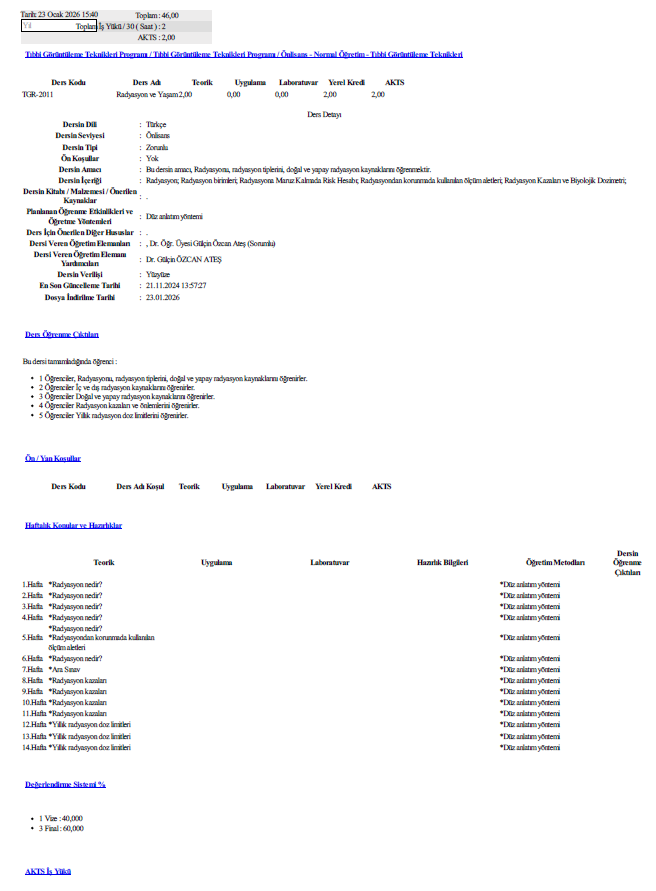 Tarih: 23 Ocak 2026 15:40
Toplam : 46,00
Yıl
Toplam İş Yükü / 30 ( Saat ) : 2
AKTS : 2,00
Tıbbi Görüntüleme Teknikleri Programı / Tıbbi Görüntüleme Teknikleri Programı / Önlisans - Normal Öğretim - Tıbbi Görüntüleme Teknikleri
Ders Kodu Ders Adı Teorik Uygulama Laboratuvar Yerel Kredi AKTS
TGR-2011 Radyasyon ve Yaşam 2,00 0,00 0,00 2,00 2,00
Ders Detayı
Dersin Dili : Türkçe
Dersin Seviyesi : Önlisans
Dersin Tipi : Zorunlu
Ön Koşullar : Yok
Dersin Amacı : Bu dersin amacı, Radyasyonu, radyasyon tiplerini, doğal ve yapay radyasyon kaynaklarını öğrenmektir.
Dersin İçeriği : Radyasyon; Radyasyon birimleri; Radyasyona Maruz Kalmada Risk Hesabı; Radyasyondan korunmada kullanılan ölçüm aletleri; Radyasyon Kazaları ve Biyolojik Dozimetri;
Dersin Kitabı / Malzemesi / Önerilen
Kaynaklar : .
Planlanan Öğrenme Etkinlikleri ve
Öğretme Yöntemleri : Düz anlatım yöntemi
Ders İçin Önerilen Diğer Hususlar : .
Dersi Veren Öğretim Elemanları : , Dr. Öğr. Üyesi Gülçin Özcan Ateş (Sorumlu)
Dersi Veren Öğretim Elemanı
Yardımcıları : Dr. Gülçin ÖZCAN ATEŞ
Dersin Verilişi : Yüzyüze
En Son Güncelleme Tarihi : 21.11.2024 13:57:27
Dosya İndirilme Tarihi : 23.01.2026
Ders Öğrenme Çıktıları
Bu dersi tamamladığında öğrenci :
• 1 Öğrenciler, Radyasyonu, radyasyon tiplerini, doğal ve yapay radyasyon kaynaklarını öğrenirler.
• 2 Öğrenciler İç ve dış radyasyon kaynaklarını öğrenirler.
• 3 Öğrenciler Doğal ve yapay radyasyon kaynaklarını öğrenirler.
• 4 Öğrenciler Radyasyon kazaları ve önlemlerini öğrenirler.
• 5 Öğrenciler Yıllık radyasyon doz limitlerini öğrenirler.
Ön / Yan Koşullar
Ders Kodu Ders Adı Koşul Teorik Uygulama Laboratuvar Yerel Kredi AKTS
Haftalık Konular ve Hazırlıklar
Teorik Uygulama Laboratuvar Hazırlık Bilgileri Öğretim Metodları Dersin
Öğrenme
Çıktıları
1.Hafta *Radyasyon nedir? *Düz anlatım yöntemi
2.Hafta *Radyasyon nedir? *Düz anlatım yöntemi
3.Hafta *Radyasyon nedir? *Düz anlatım yöntemi
4.Hafta *Radyasyon nedir? *Düz anlatım yöntemi
*Radyasyon nedir?
5.Hafta *Radyasyondan korunmada kullanılan *Düz anlatım yöntemi
ölçüm aletleri
6.Hafta *Radyasyon nedir? *Düz anlatım yöntemi
7.Hafta *Ara Sınav *Düz anlatım yöntemi
8.Hafta *Radyasyon kazaları *Düz anlatım yöntemi
9.Hafta *Radyasyon kazaları *Düz anlatım yöntemi
10.Hafta *Radyasyon kazaları *Düz anlatım yöntemi
11.Hafta *Radyasyon kazaları *Düz anlatım yöntemi
12.Hafta *Yıllık radyasyon doz limitleri *Düz anlatım yöntemi
13.Hafta *Yıllık radyasyon doz limitleri *Düz anlatım yöntemi
14.Hafta *Yıllık radyasyon doz limitleri *Düz anlatım yöntemi
Değerlendirme Sistemi %
• 1 Vize : 40,000
• 3 Final : 60,000
AKTS İş Yükü